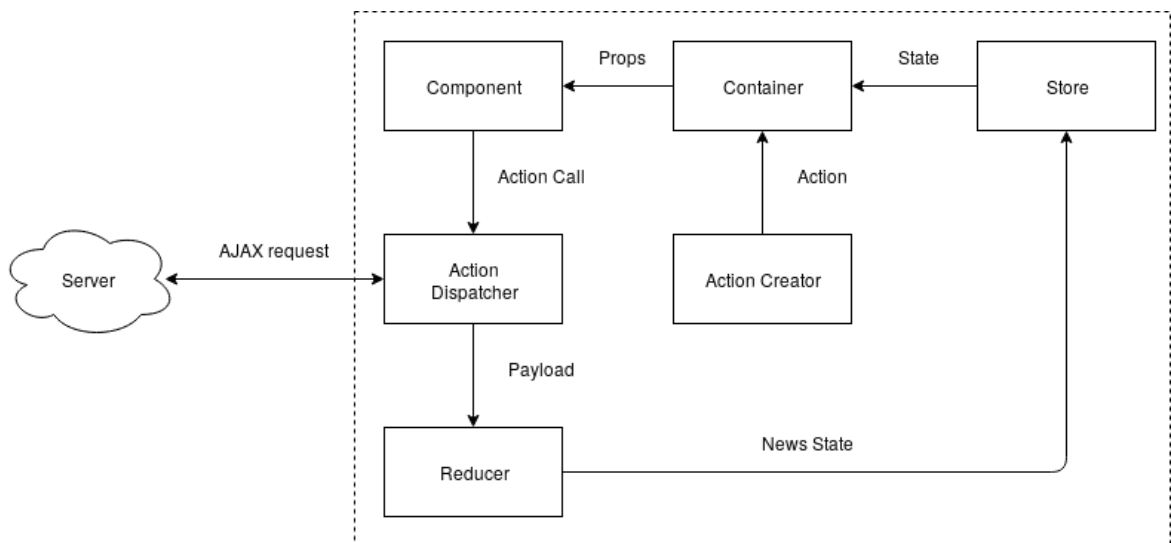 Props
State
Component
Container
Store
Action Call
Action
AJAX request
Server
Action
Dispatcher
Action Creator
Payload
News State
Reducer